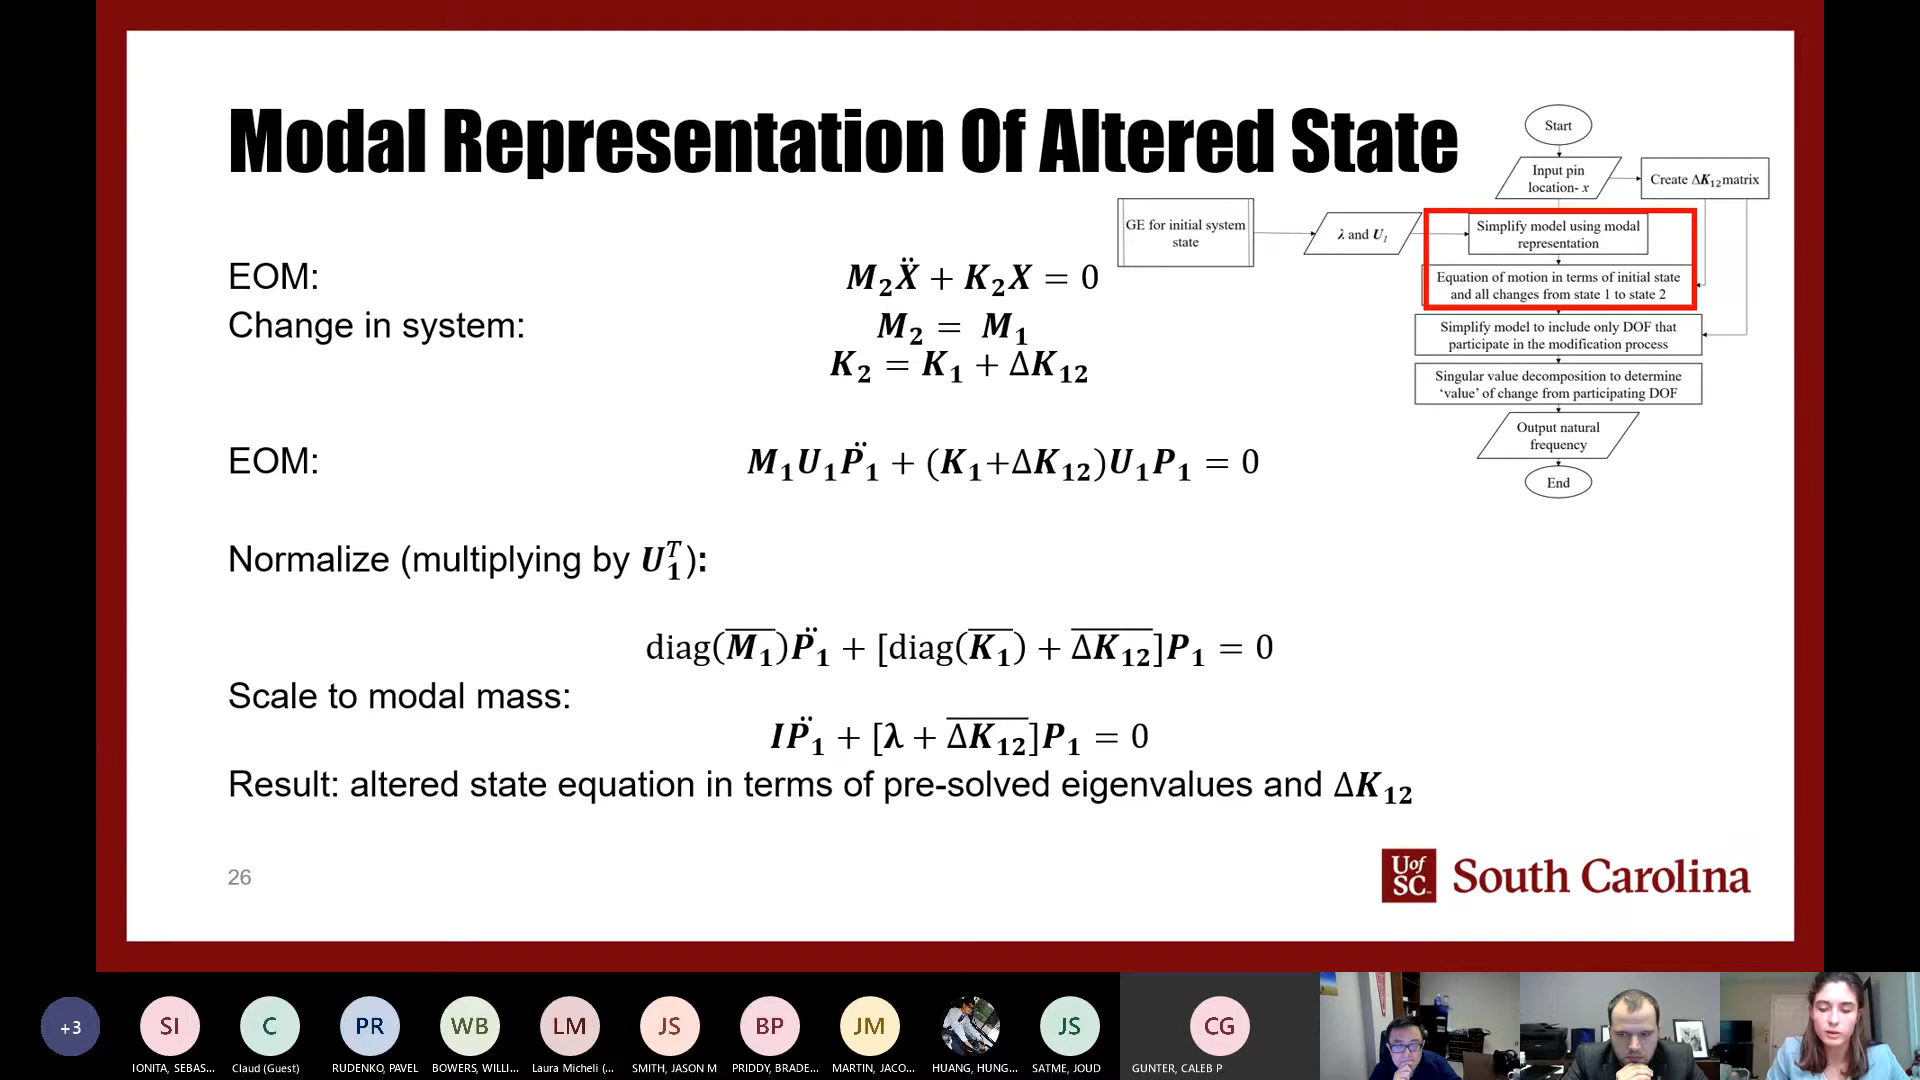 Modal Representation Of Altered State
EOM: 𝑴₂𝑿̈ + 𝑲₂𝑿 = 0
Change in system: 𝑴₂ = 𝑴₁
𝑲₂ = 𝑲₁ + Δ𝑲₁₂
EOM: 𝑴₁𝑼₁𝑷̈₁ + (𝑲₁+Δ𝑲₁₂)𝑼₁𝑷₁ = 0
Normalize (multiplying by 𝑼₁ᵀ):
diag(M̅₁)𝑷̈₁ + [diag(K̅₁) + Δ̅K̅₁₂]𝑷₁ = 0
Scale to modal mass:
𝑰𝑷̈₁ + [𝛌 + Δ̅K̅₁₂]𝑷₁ = 0
Result: altered state equation in terms of pre-solved eigenvalues and Δ𝑲₁₂
26
Start
Input pin
location- x
Create Δ𝑲₁₂matrix
GE for initial system
state
λ and U₁
Simplify model using modal
representation
Equation of motion in terms of initial state
and all changes from state 1 to state 2
Simplify model to include only DOF that
participate in the modification process
Singular value decomposition to determine
‘value’ of change from participating DOF
Output natural
frequency
End
Uof
SC™
South Carolina
+3
SI
C
PR
WB
LM
JS
BP
JM
JS
CG
IONITA, SEBAS...
Claud (Guest)
RUDENKO, PAVEL
BOWERS, WILLI...
Laura Micheli (...
SMITH, JASON M
PRIDDY, BRADE...
MARTIN, JACO...
HUANG, HUNG...
SATME, JOUD
GUNTER, CALEB P